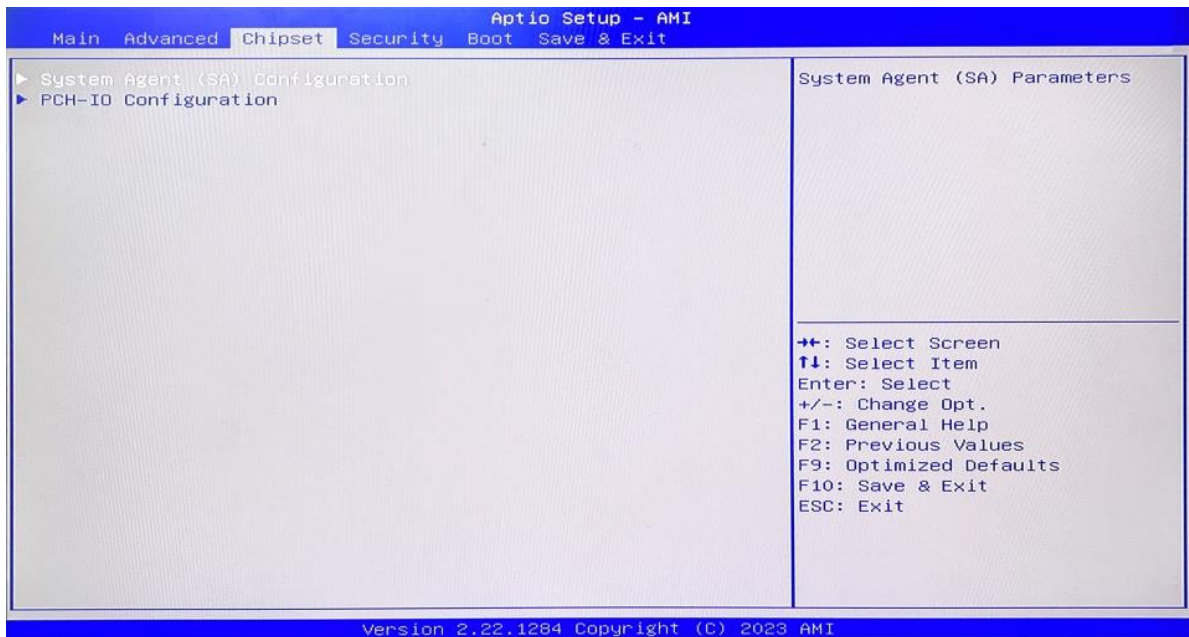 Aptio Setup – AMI
Main Advanced Chipset Security Boot Save & Exit
► System Agent (SA) Configuration
► PCH-IO Configuration
System Agent (SA) Parameters
→←: Select Screen
↑↓: Select Item
Enter: Select
+/-: Change Opt.
F1: General Help
F2: Previous Values
F9: Optimized Defaults
F10: Save & Exit
ESC: Exit
Version 2.22.1284 Copyright (C) 2023 AMI